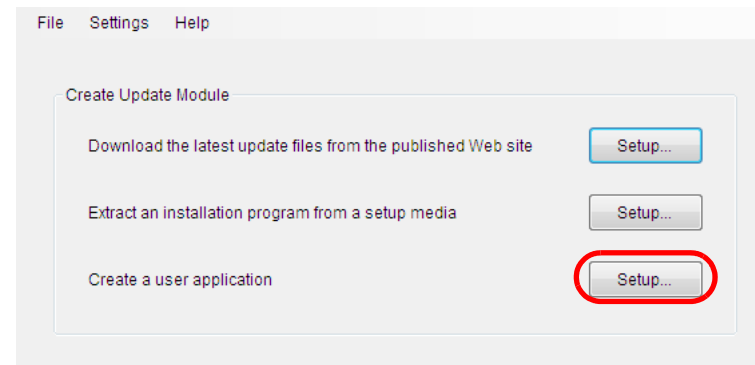 File Settings Help
Create Update Module
Download the latest update files from the published Web site Setup...
Extract an installation program from a setup media Setup...
Create a user application Setup...